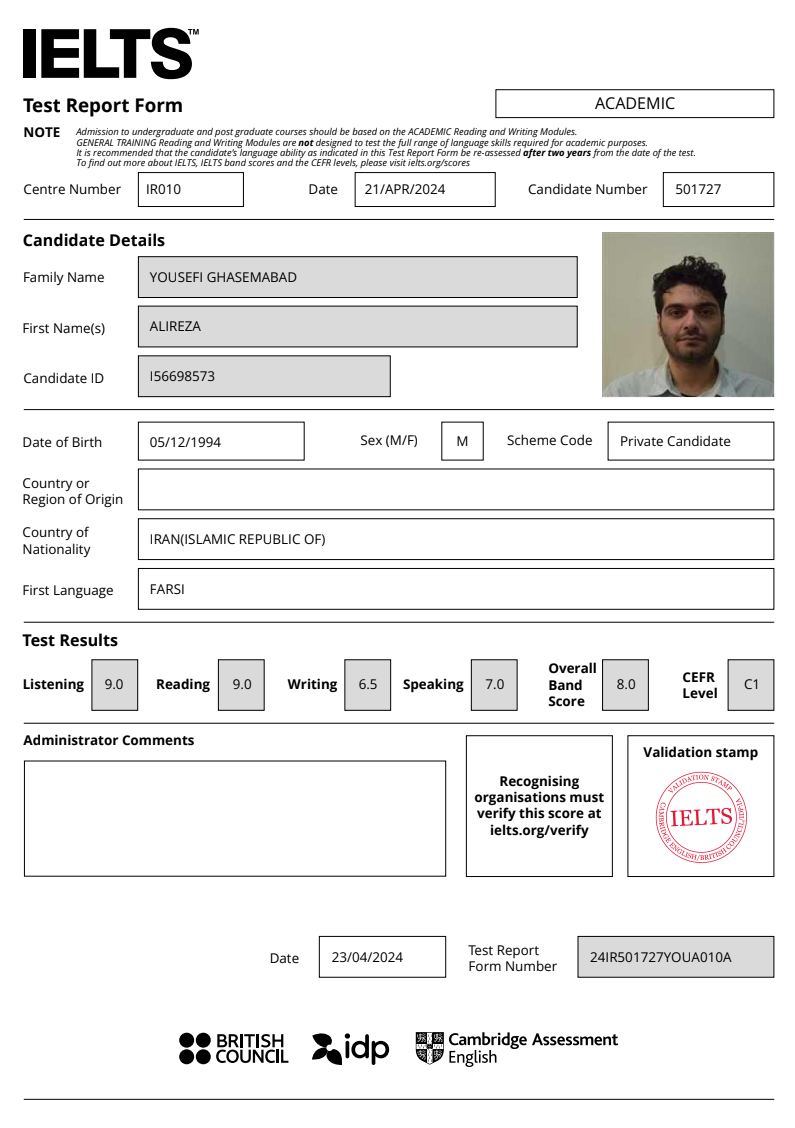 IELTS™
Test Report Form
ACADEMIC
NOTE Admission to undergraduate and post graduate courses should be based on the ACADEMIC Reading and Writing Modules.
GENERAL TRAINING Reading and Writing Modules are not designed to test the full range of language skills required for academic purposes.
It is recommended that the candidate's language ability as indicated in this Test Report Form be re-assessed after two years from the date of the test.
To find out more about IELTS, IELTS band scores and the CEFR levels, please visit ielts.org/scores
Centre Number IR010 Date 21/APR/2024 Candidate Number 501727
Candidate Details
Family Name YOUSEFI GHASEMABAD
First Name(s) ALIREZA
Candidate ID I56698573
Date of Birth 05/12/1994 Sex (M/F) M Scheme Code Private Candidate
Country or
Region of Origin
Country of
Nationality IRAN(ISLAMIC REPUBLIC OF)
First Language FARSI
Test Results
Listening 9.0 Reading 9.0 Writing 6.5 Speaking 7.0 Overall Band Score 8.0 CEFR Level C1
Administrator Comments
Recognising
organisations must
verify this score at
ielts.org/verify
Validation stamp
VALIDATION STAMP
IELTS
CAMBRIDGE ENGLISH/BRITISH COUNCIL/IDP:IA
Date 23/04/2024
Test Report
Form Number 24IR501727YOUA010A
BRITISH
COUNCIL
idp
Cambridge Assessment
English